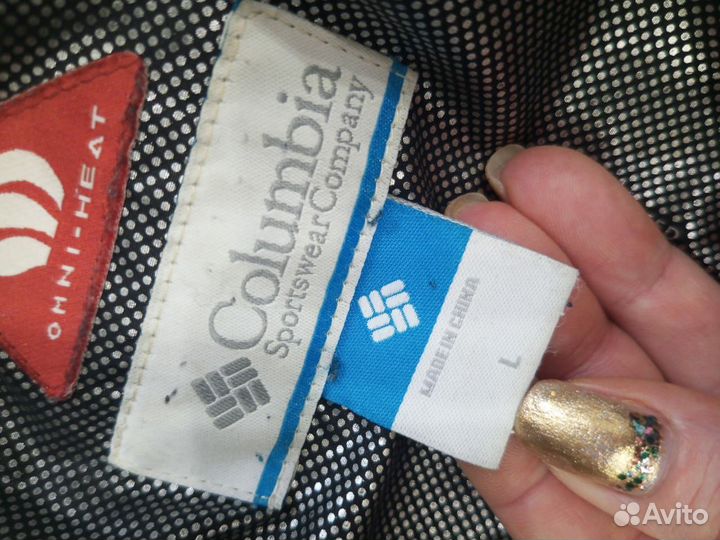 OMNI-HEAT
Columbia
Sportswear Company
MADE IN CHINA
L
Avito